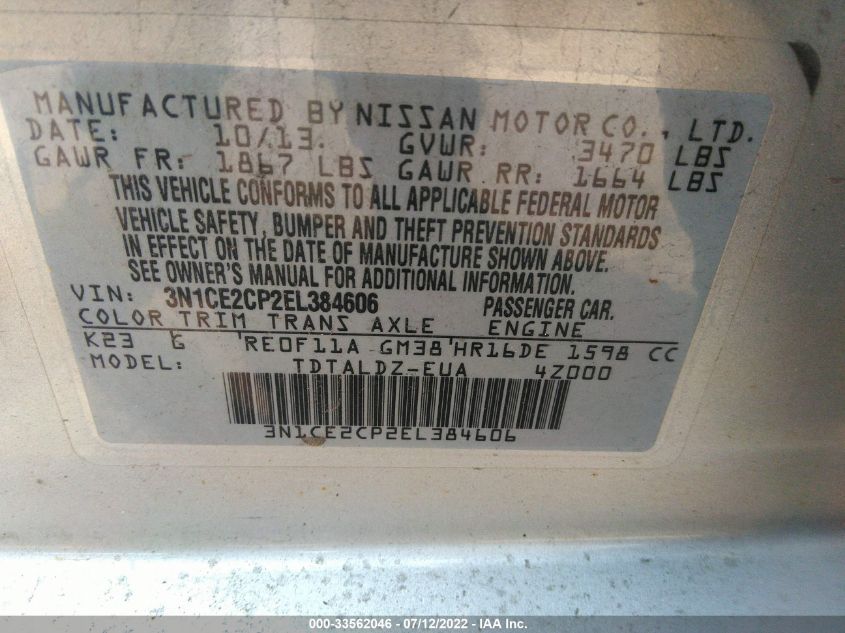 MANUFACTURED BY NISSAN MOTOR CO., LTD.
DATE: 10/13. GVWR: 3470 LBS
GAWR FR: 1867 LBS GAWR RR: 1664 LBS
THIS VEHICLE CONFORMS TO ALL APPLICABLE FEDERAL MOTOR
VEHICLE SAFETY, BUMPER AND THEFT PREVENTION STANDARDS
IN EFFECT ON THE DATE OF MANUFACTURE SHOWN ABOVE.
SEE OWNER'S MANUAL FOR ADDITIONAL INFORMATION.
VIN: 3N1CE2CP2EL384606 PASSENGER CAR.
COLOR TRIM TRANS AXLE ENGINE
K23 G 'RE0F11A GM38'HR16DE 1598 CC
MODEL: TDTALDZ-EUA 4Z000
3N1CE2CP2EL384606
000-33562046 - 07/12/2022 - IAA Inc.